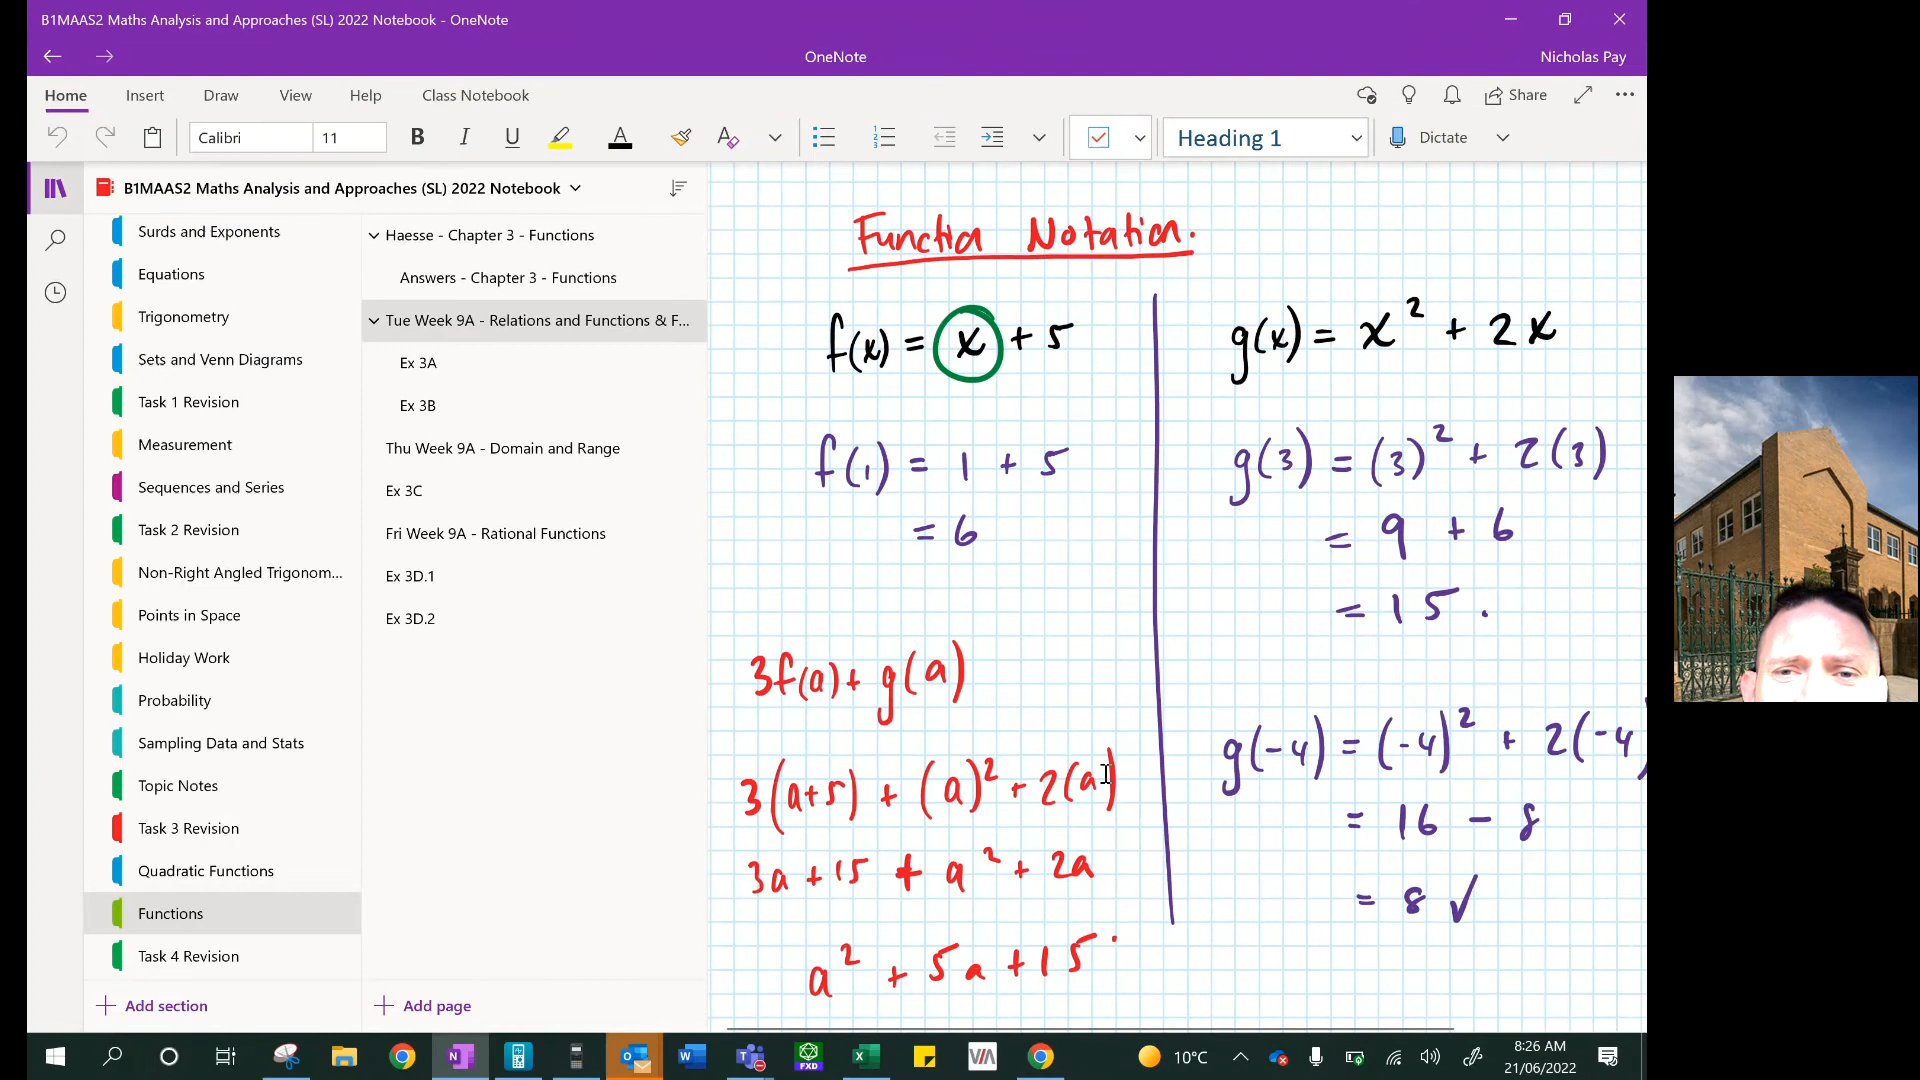 B1MAAS2 Maths Analysis and Approaches (SL) 2022 Notebook - OneNote
OneNote
Nicholas Pay
Home Insert Draw View Help Class Notebook
Share
Calibri 11 B I U
Heading 1
Dictate
B1MAAS2 Maths Analysis and Approaches (SL) 2022 Notebook
Surds and Exponents
Equations
Trigonometry
Sets and Venn Diagrams
Task 1 Revision
Measurement
Sequences and Series
Task 2 Revision
Non-Right Angled Trigonom...
Points in Space
Holiday Work
Probability
Sampling Data and Stats
Topic Notes
Task 3 Revision
Quadratic Functions
Functions
Task 4 Revision
Add section
Haesse - Chapter 3 - Functions
Answers - Chapter 3 - Functions
Tue Week 9A - Relations and Functions & F...
Ex 3A
Ex 3B
Thu Week 9A - Domain and Range
Ex 3C
Fri Week 9A - Rational Functions
Ex 3D.1
Ex 3D.2
Add page
Function Notation.
f(x) = x + 5
f(1) = 1 + 5
= 6
3f(a) + g(a)
3(a+5) + (a)² + 2(a)
3a + 15 + a² + 2a
a² + 5a + 15.
g(x) = x² + 2x
g(3) = (3)² + 2(3)
= 9 + 6
= 15.
g(-4) = (-4)² + 2(-4)
= 16 - 8
= 8 ✓
10°C
8:26 AM
21/06/2022
FXD
VIA